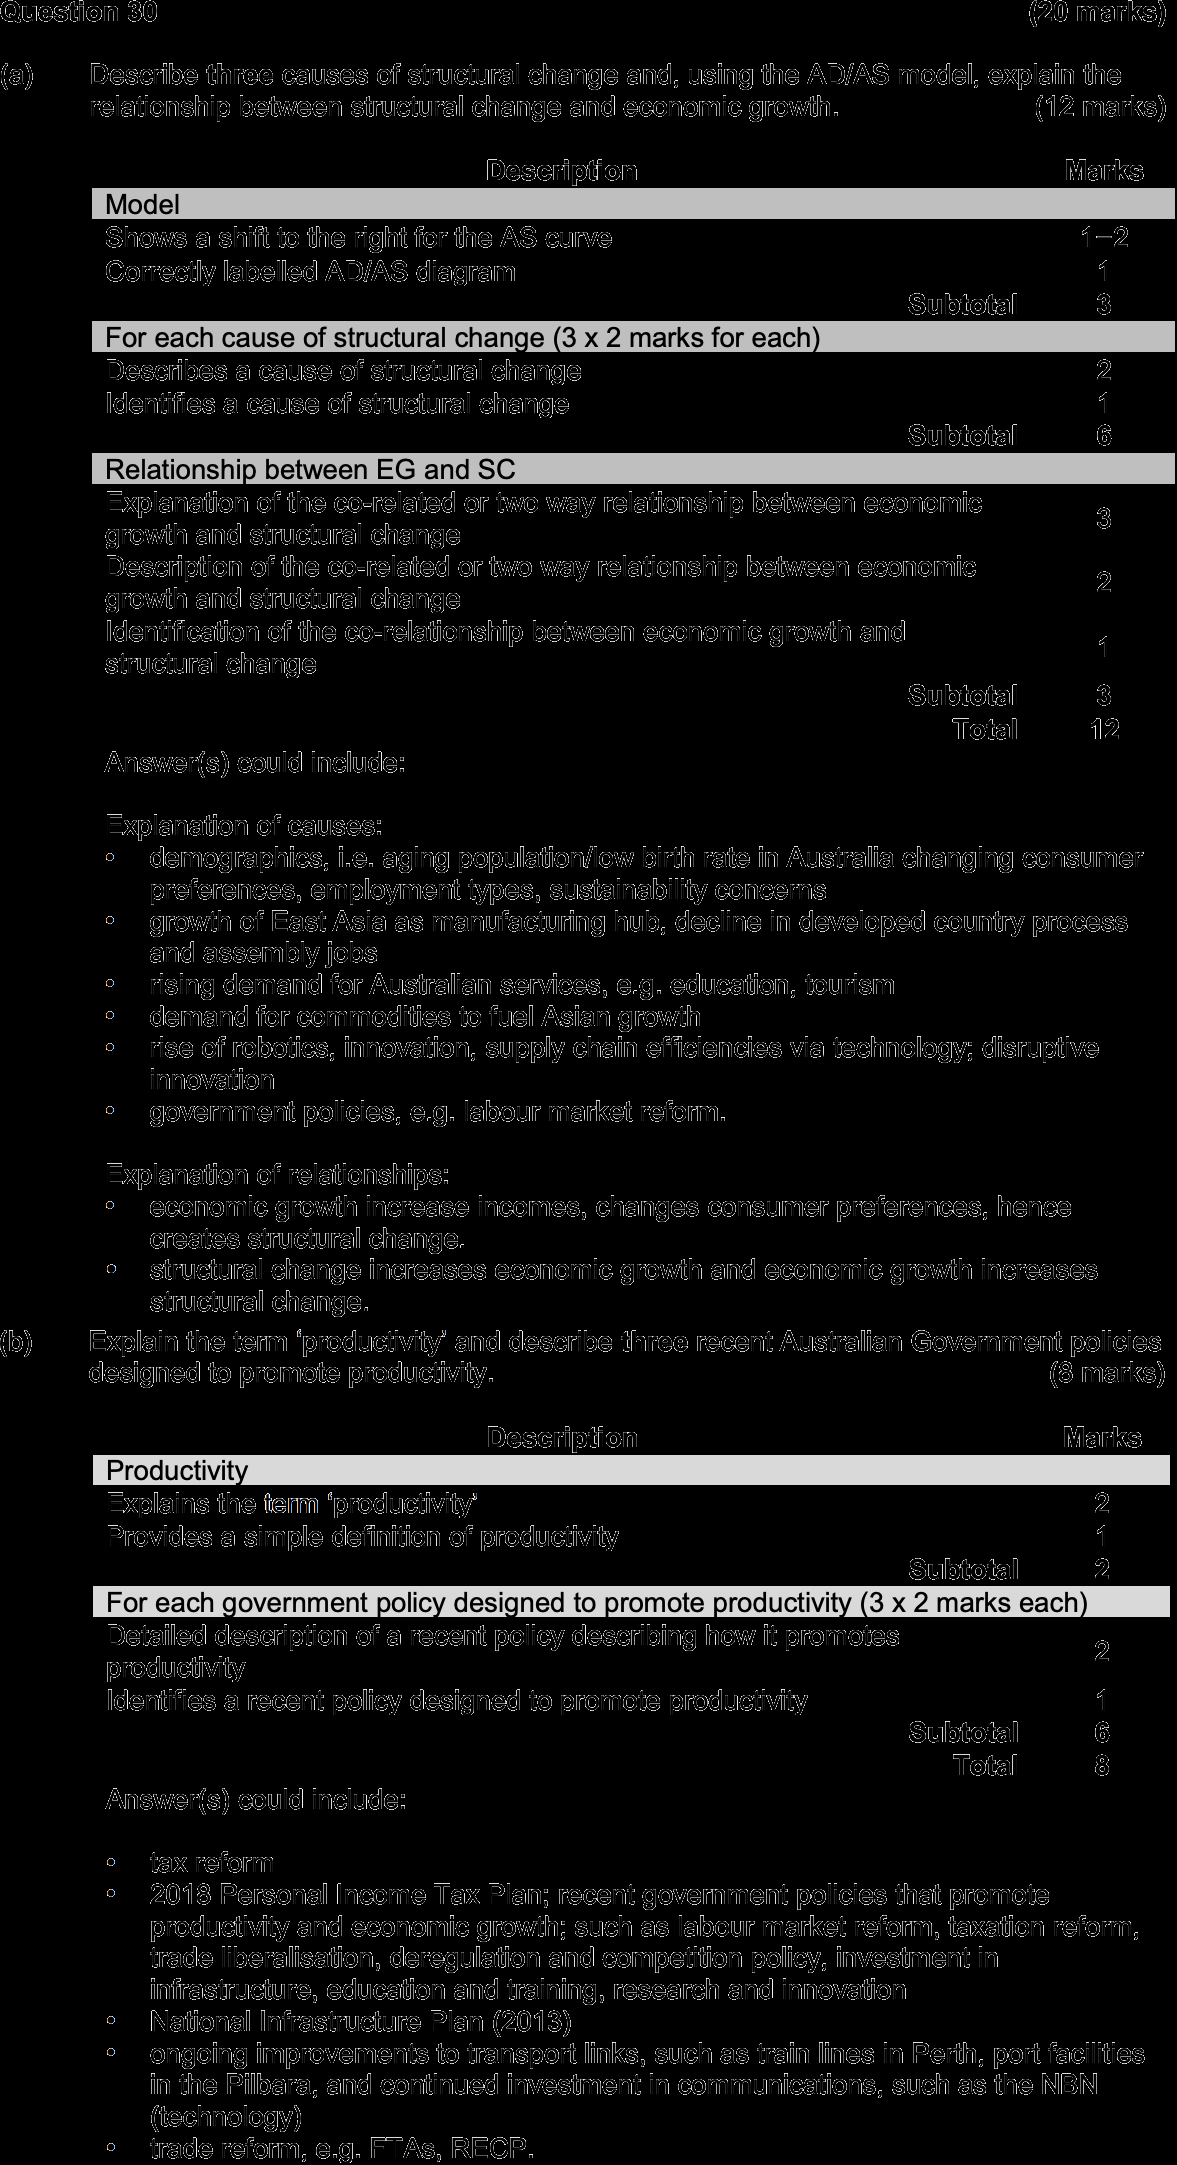 Question 30 (20 marks)
(a) Describe three causes of structural change and, using the AD/AS model, explain the
relationship between structural change and economic growth. (12 marks)
Description Marks
Model
Shows a shift to the right for the AS curve 1–2
Correctly labelled AD/AS diagram 1
Subtotal 3
For each cause of structural change (3 x 2 marks for each)
Describes a cause of structural change 2
Identifies a cause of structural change 1
Subtotal 6
Relationship between EG and SC
Explanation of the co-related or two way relationship between economic
growth and structural change 3
Description of the co-related or two way relationship between economic
growth and structural change 2
Identification of the co-relationship between economic growth and
structural change 1
Subtotal 3
Total 12
Answer(s) could include:
Explanation of causes:
• demographics, i.e. aging population/low birth rate in Australia changing consumer
preferences, employment types, sustainability concerns
• growth of East Asia as manufacturing hub, decline in developed country process
and assembly jobs
• rising demand for Australian services, e.g. education, tourism
• demand for commodities to fuel Asian growth
• rise of robotics, innovation, supply chain efficiencies via technology; disruptive
innovation
• government policies, e.g. labour market reform.
Explanation of relationships:
• economic growth increase incomes, changes consumer preferences, hence
creates structural change.
• structural change increases economic growth and economic growth increases
structural change.
(b) Explain the term ‘productivity’ and describe three recent Australian Government policies
designed to promote productivity. (8 marks)
Description Marks
Productivity
Explains the term ‘productivity’ 2
Provides a simple definition of productivity 1
Subtotal 2
For each government policy designed to promote productivity (3 x 2 marks each)
Detailed description of a recent policy describing how it promotes
productivity 2
Identifies a recent policy designed to promote productivity 1
Subtotal 6
Total 8
Answer(s) could include:
• tax reform
• 2018 Personal Income Tax Plan; recent government policies that promote
productivity and economic growth; such as labour market reform, taxation reform,
trade liberalisation, deregulation and competition policy, investment in
infrastructure, education and training, research and innovation
• National Infrastructure Plan (2013)
• ongoing improvements to transport links, such as train lines in Perth, port facilities
in the Pilbara, and continued investment in communications, such as the NBN
(technology)
• trade reform, e.g. FTAs, RECP.